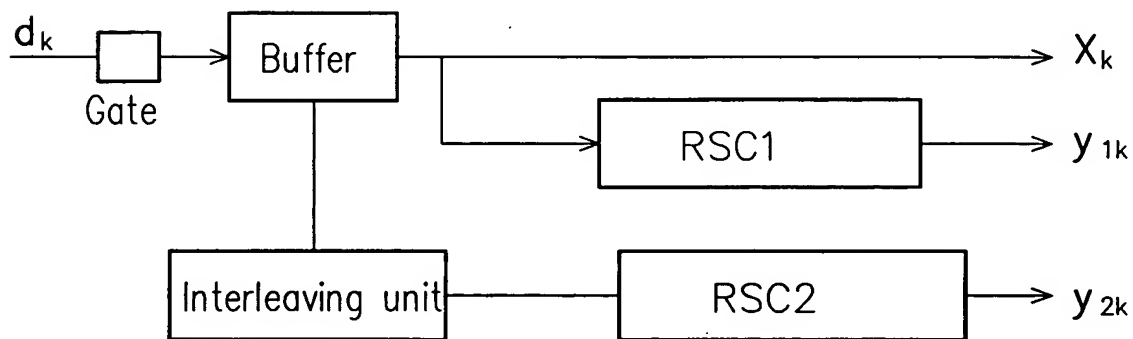 d_k
Buffer
X_k
Gate
RSC1
y_1k
Interleaving unit
RSC2
y_2k